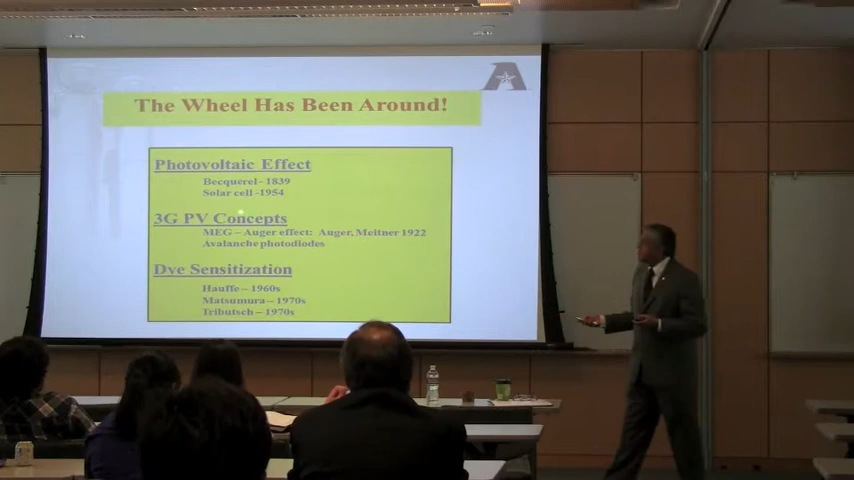 The Wheel Has Been Around!
Photovoltaic Effect
Becquerel - 1839
Solar cell -1954
3G PV Concepts
MEG – Auger effect: Auger, Meitner 1922
Avalanche photodiodes
Dye Sensitization
Hauffe – 1960s
Matsumura – 1970s
Tributsch – 1970s